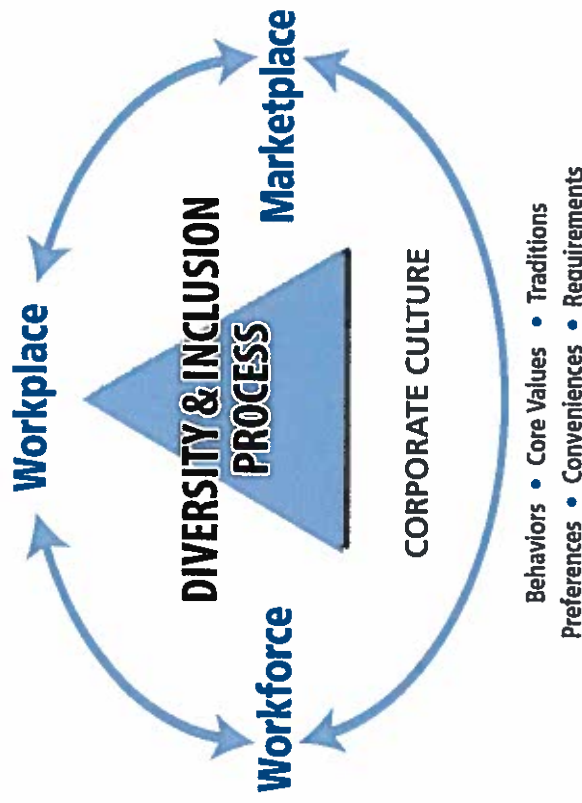 Workplace
DIVERSITY & INCLUSION
PROCESS
Workforce
Marketplace
CORPORATE CULTURE
Behaviors • Core Values • Traditions
Preferences • Conveniences • Requirements